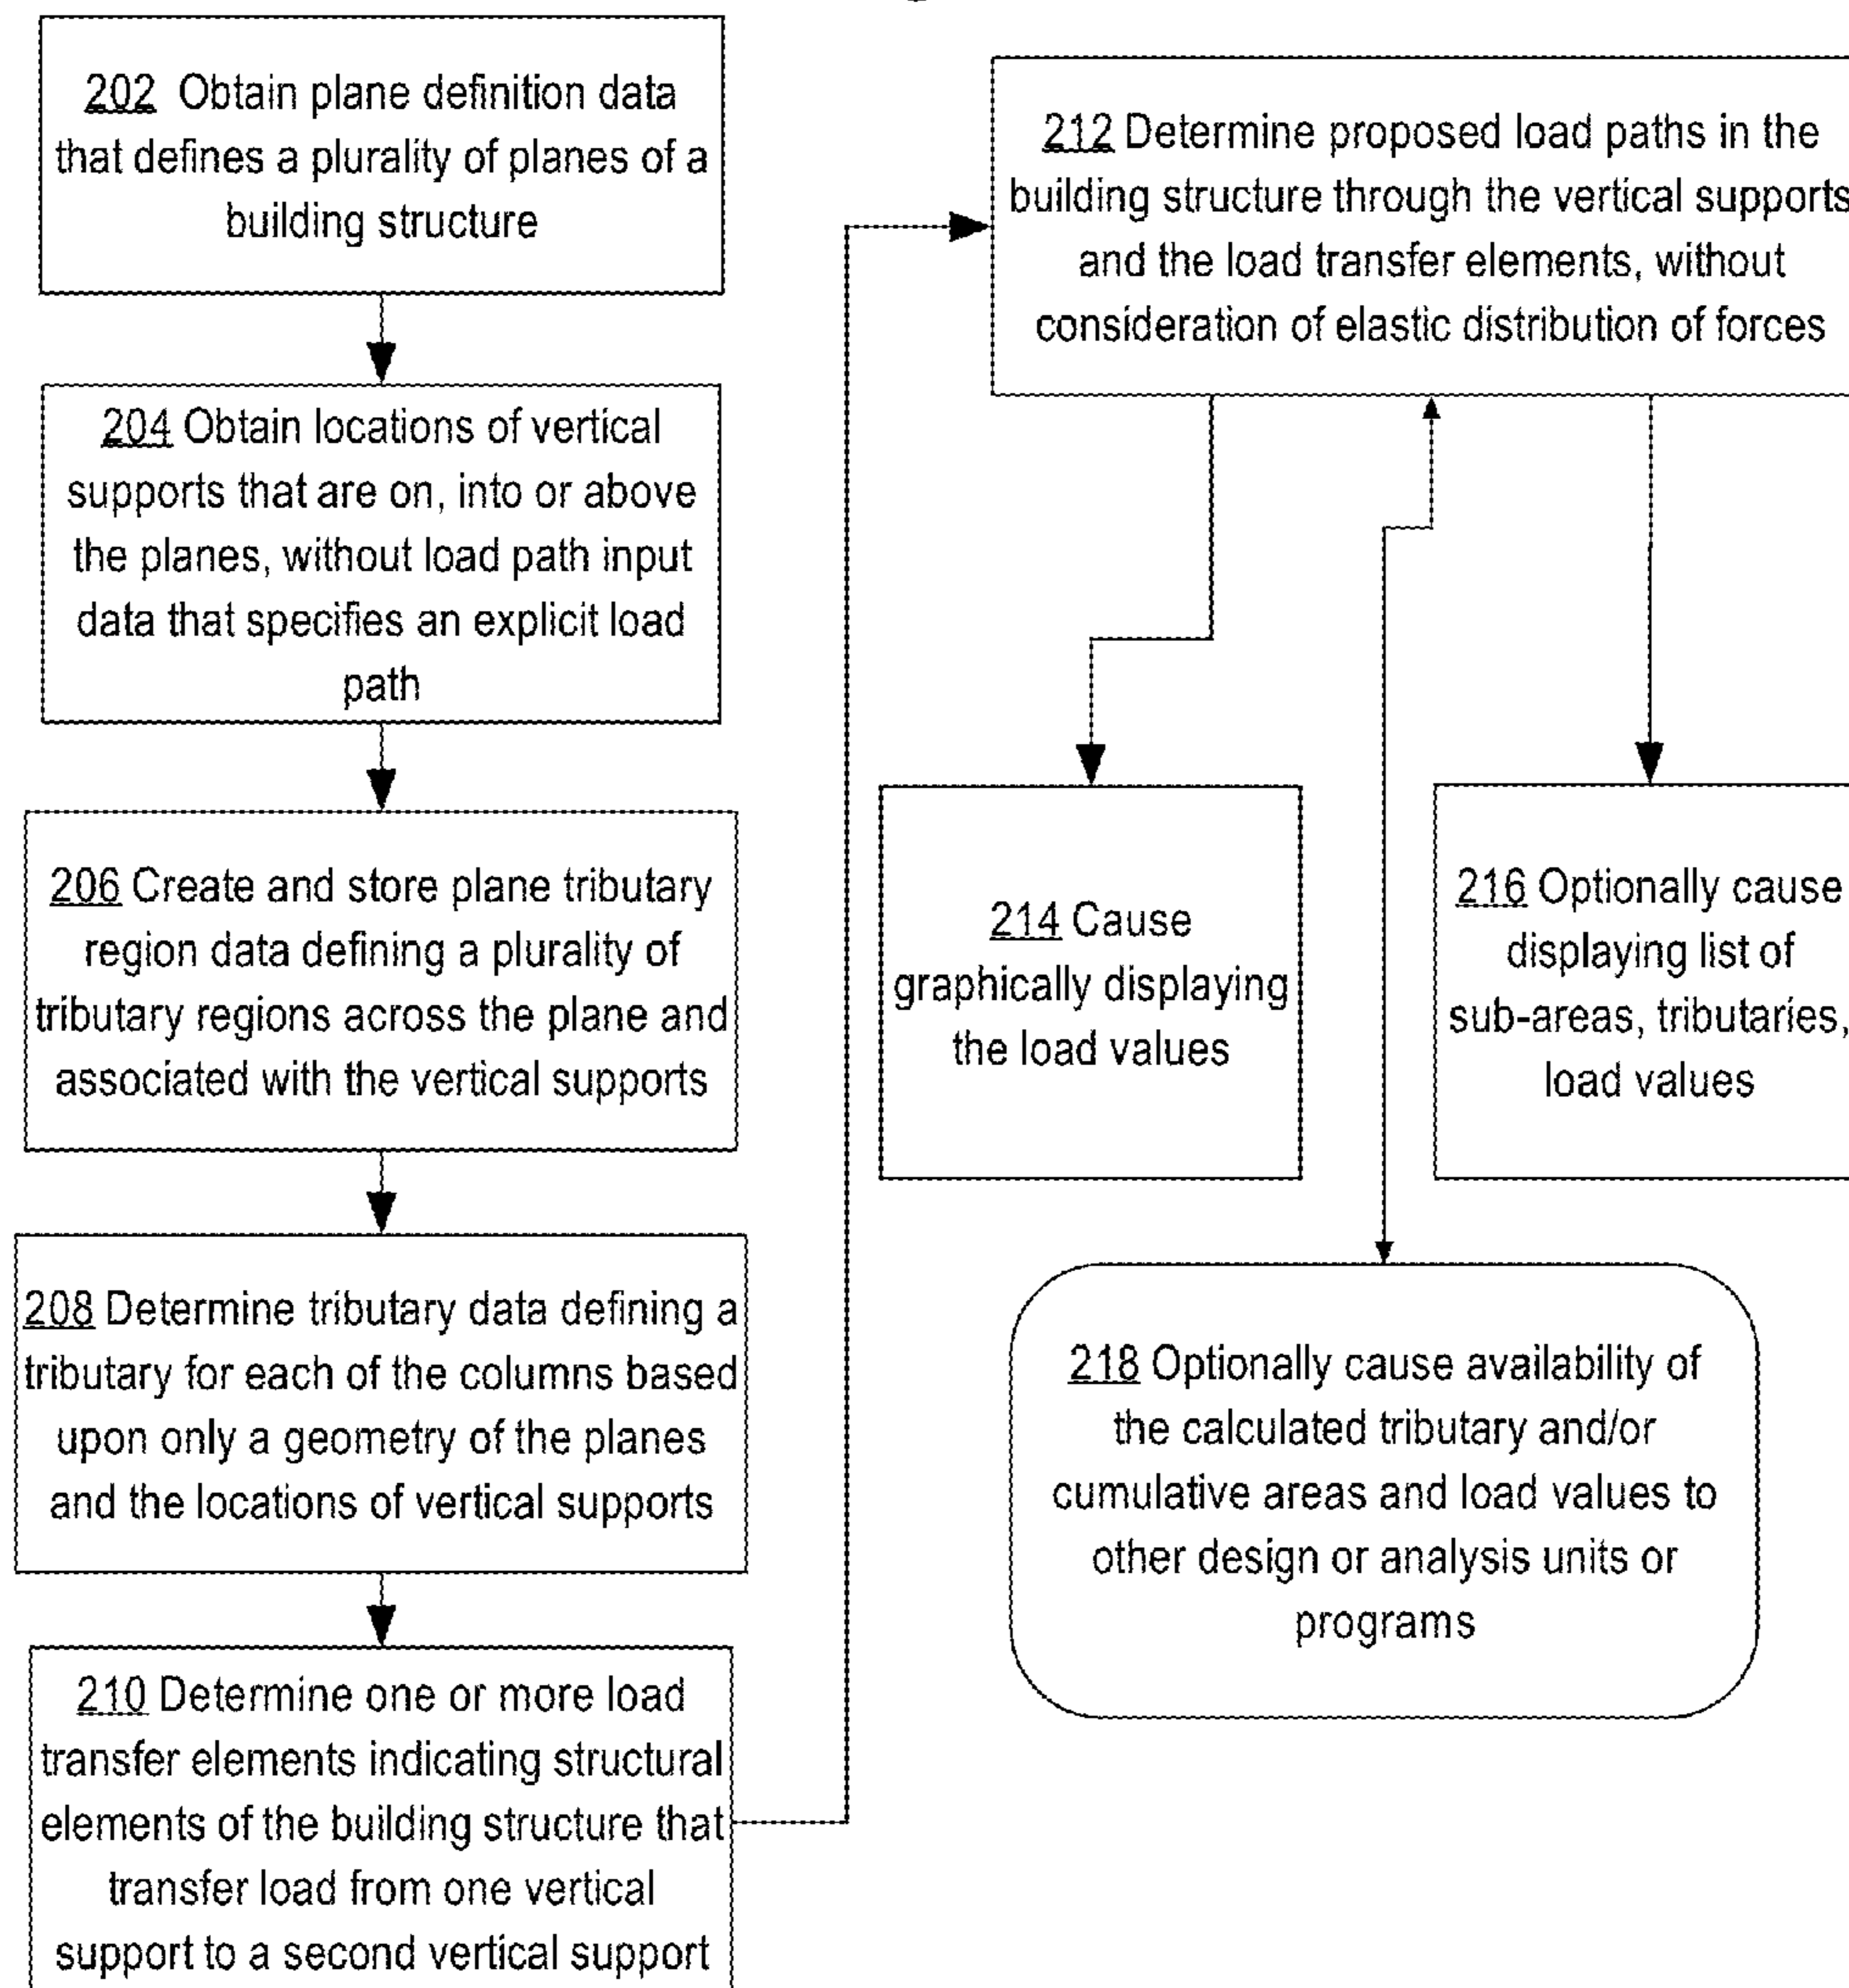 202 Obtain plane definition data
that defines a plurality of planes of a
building structure
204 Obtain locations of vertical
supports that are on, into or above
the planes, without load path input
data that specifies an explicit load
path
206 Create and store plane tributary
region data defining a plurality of
tributary regions across the plane and
associated with the vertical supports
208 Determine tributary data defining a
tributary for each of the columns based
upon only a geometry of the planes
and the locations of vertical supports
210 Determine one or more load
transfer elements indicating structural
elements of the building structure that
transfer load from one vertical
support to a second vertical support
212 Determine proposed load paths in the
building structure through the vertical supports
and the load transfer elements, without
consideration of elastic distribution of forces
214 Cause
graphically displaying
the load values
216 Optionally cause
displaying list of
sub-areas, tributaries,
load values
218 Optionally cause availability of
the calculated tributary and/or
cumulative areas and load values to
other design or analysis units or
programs